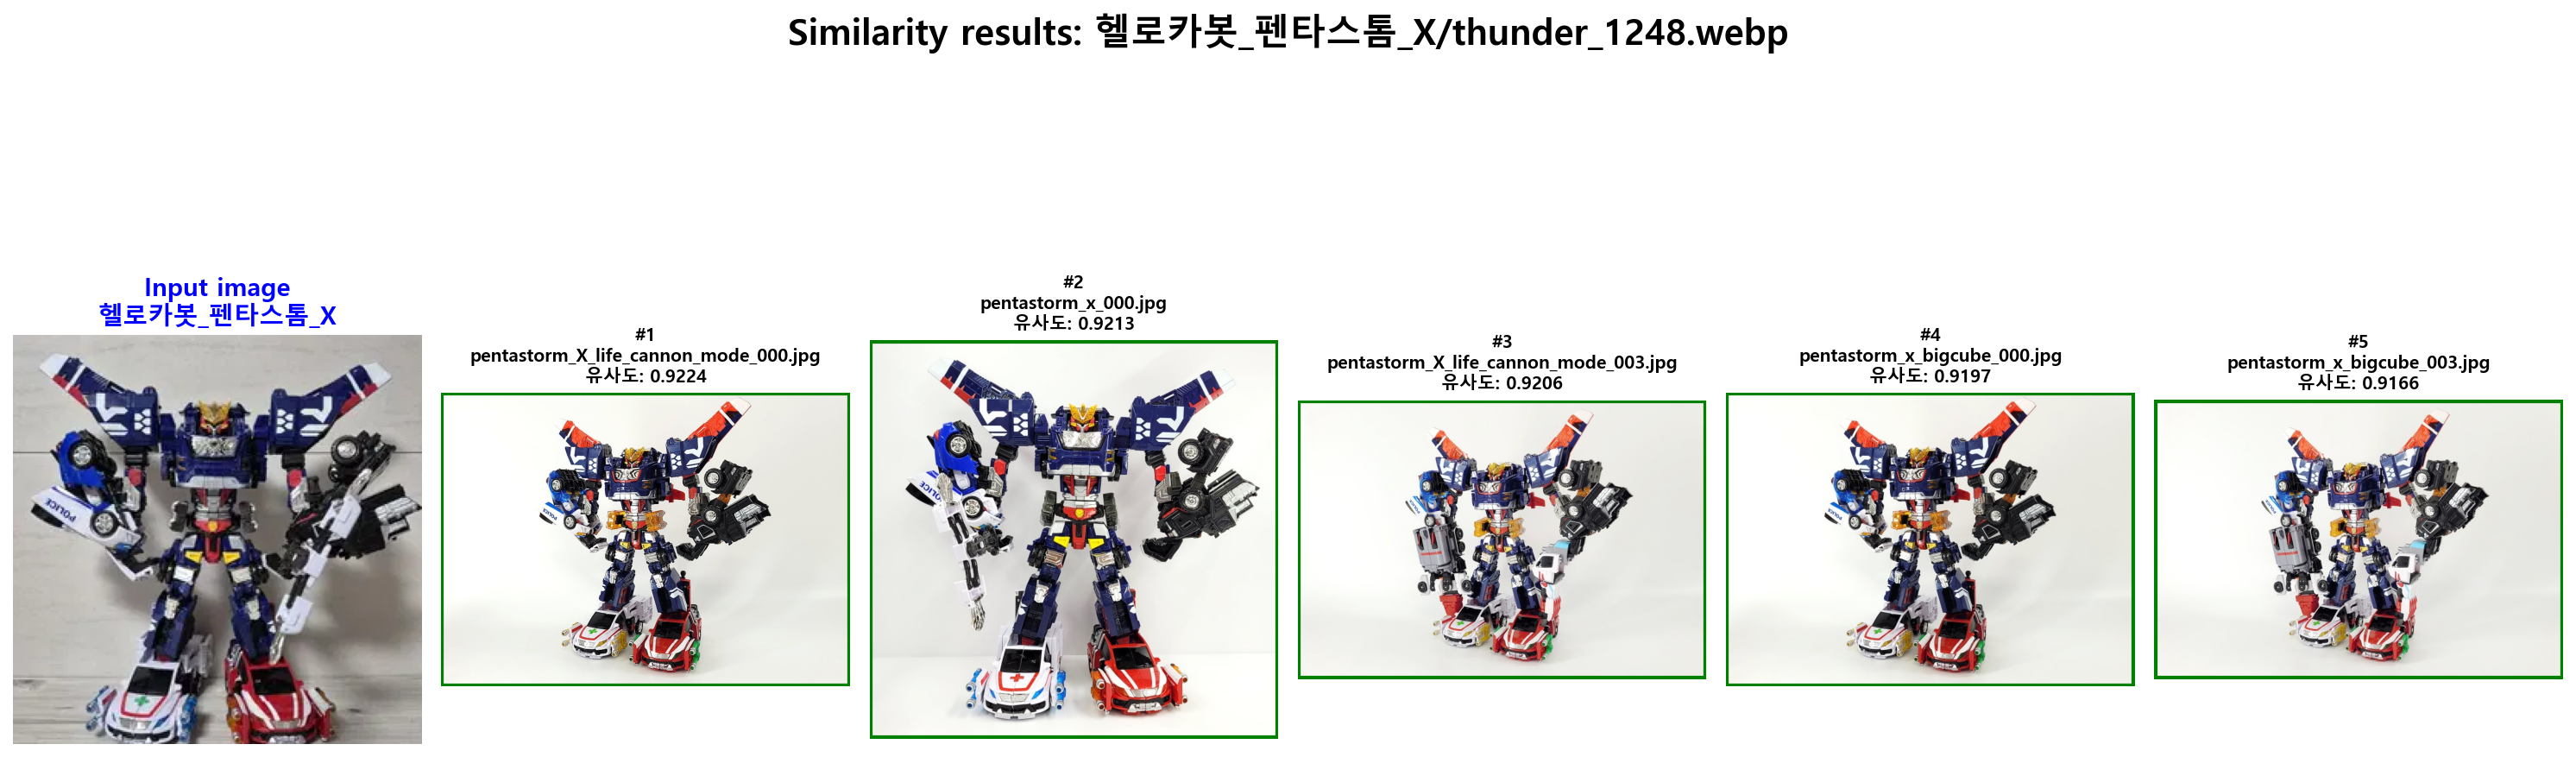 Similarity results: 헬로카봇_펜타스톰_X/thunder_1248.webp
Input image
헬로카봇_펜타스톰_X
POLICE
#1
pentastorm_X_life_cannon_mode_000.jpg
유사도: 0.9224
#2
pentastorm_x_000.jpg
유사도: 0.9213
POLICE
#3
pentastorm_X_life_cannon_mode_003.jpg
유사도: 0.9206
#4
pentastorm_x_bigcube_000.jpg
유사도: 0.9197
#5
pentastorm_x_bigcube_003.jpg
유사도: 0.9166